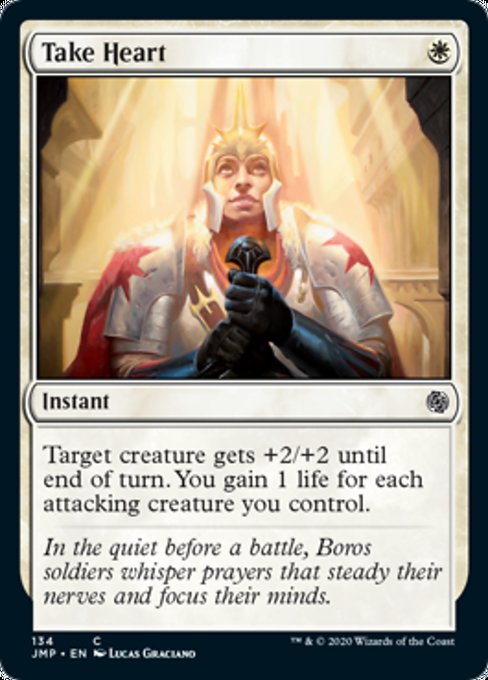 Take Heart
Instant
Target creature gets +2/+2 until
end of turn. You gain 1 life for each
attacking creature you control.
In the quiet before a battle, Boros
soldiers whisper prayers that steady their
nerves and focus their minds.
134 C
JMP • EN Lucas Graciano
™ & © 2020 Wizards of the Coast